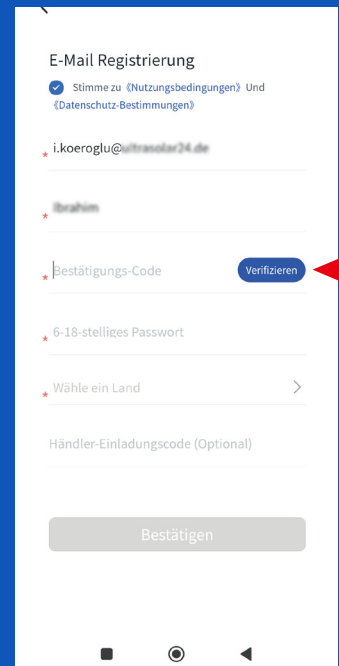 E-Mail Registrierung
Stimme zu 《Nutzungsbedingungen》 Und
《Datenschutz-Bestimmungen》
* i.koeroglu@
*
* Bestätigungs-Code Verifizieren
* 6-18-stelliges Passwort
* Wähle ein Land
Händler-Einladungscode (Optional)
Bestätigen